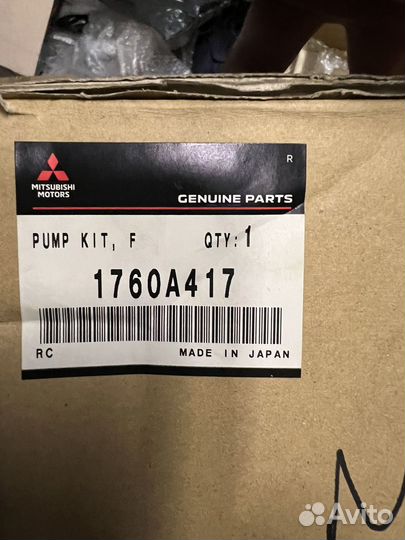 R
MITSUBISHI
MOTORS
GENUINE PARTS
PUMP KIT, F QTY:1
1760A417
RC MADE IN JAPAN
Avito